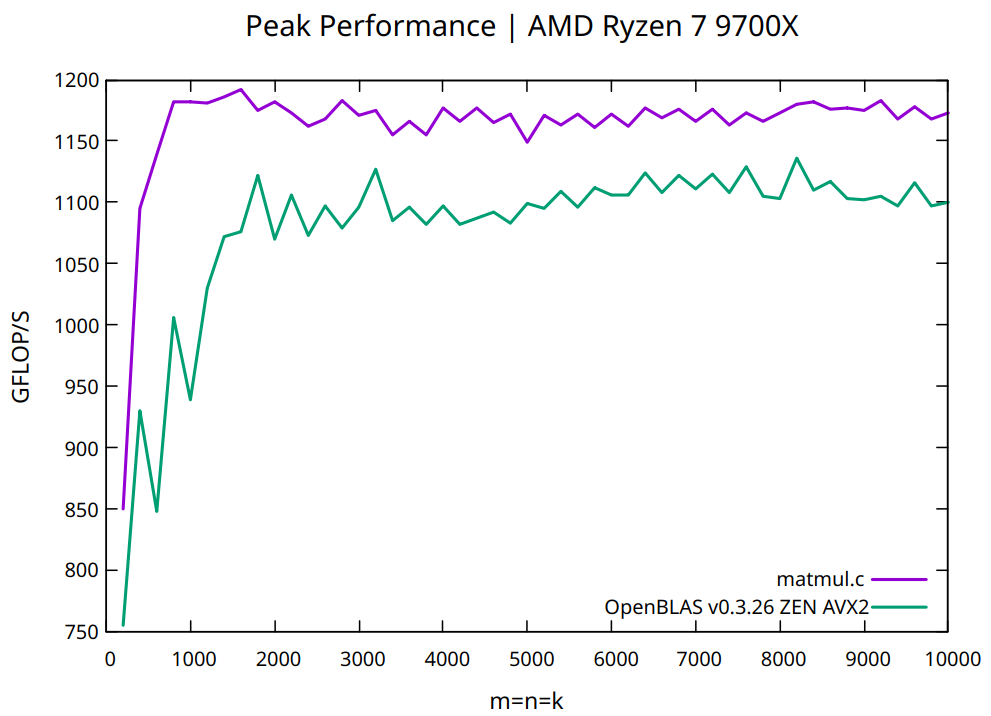 Peak Performance | AMD Ryzen 7 9700X
1200
1150
1100
1050
1000
950
900
850
800
750
GFLOP/S
matmul.c
OpenBLAS v0.3.26 ZEN AVX2
0 1000 2000 3000 4000 5000 6000 7000 8000 9000 10000
m=n=k